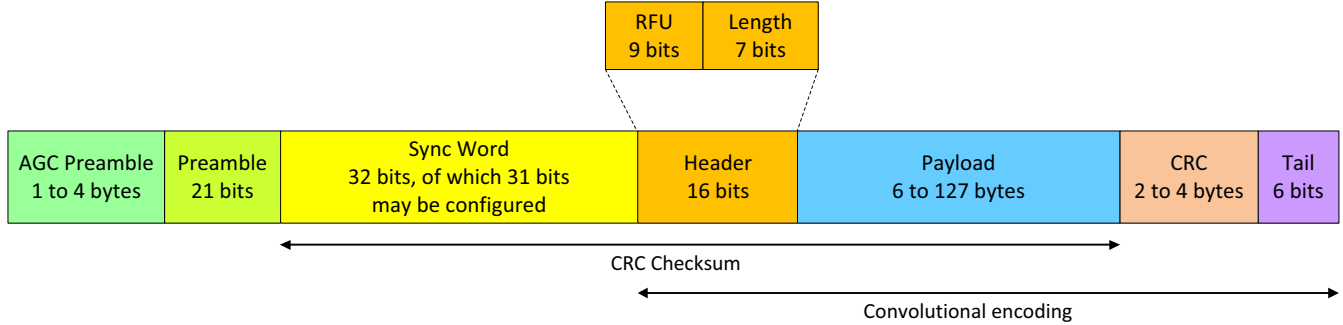 RFU
9 bits
Length
7 bits
AGC Preamble
1 to 4 bytes
Preamble
21 bits
Sync Word
32 bits, of which 31 bits
may be configured
Header
16 bits
Payload
6 to 127 bytes
CRC
2 to 4 bytes
Tail
6 bits
CRC Checksum
Convolutional encoding